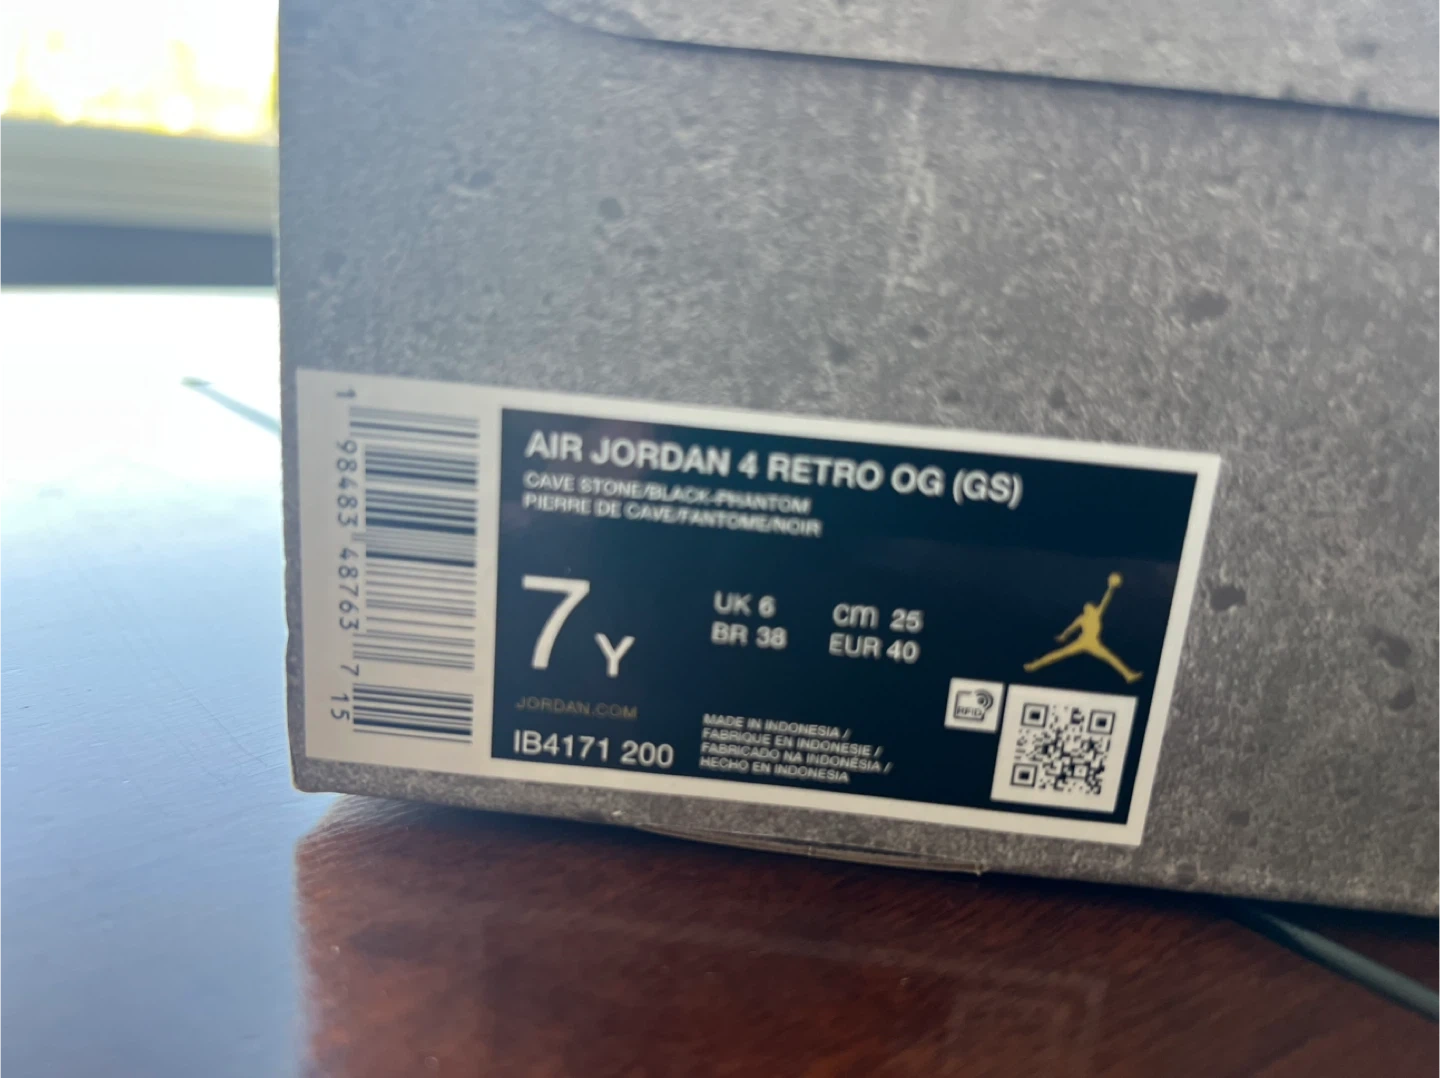 1 98483 48763 7 15
AIR JORDAN 4 RETRO OG (GS)
CAVE STONE/BLACK-PHANTOM
PIERRE DE CAVE/FANTOME/NOIR
7Y
UK 6
cm 25
BR 38
EUR 40
JORDAN.COM
IB4171 200
MADE IN INDONESIA /
FABRIQUE EN INDONESIE /
FABRICADO NA INDONÉSIA /
HECHO EN INDONESIA
RFID